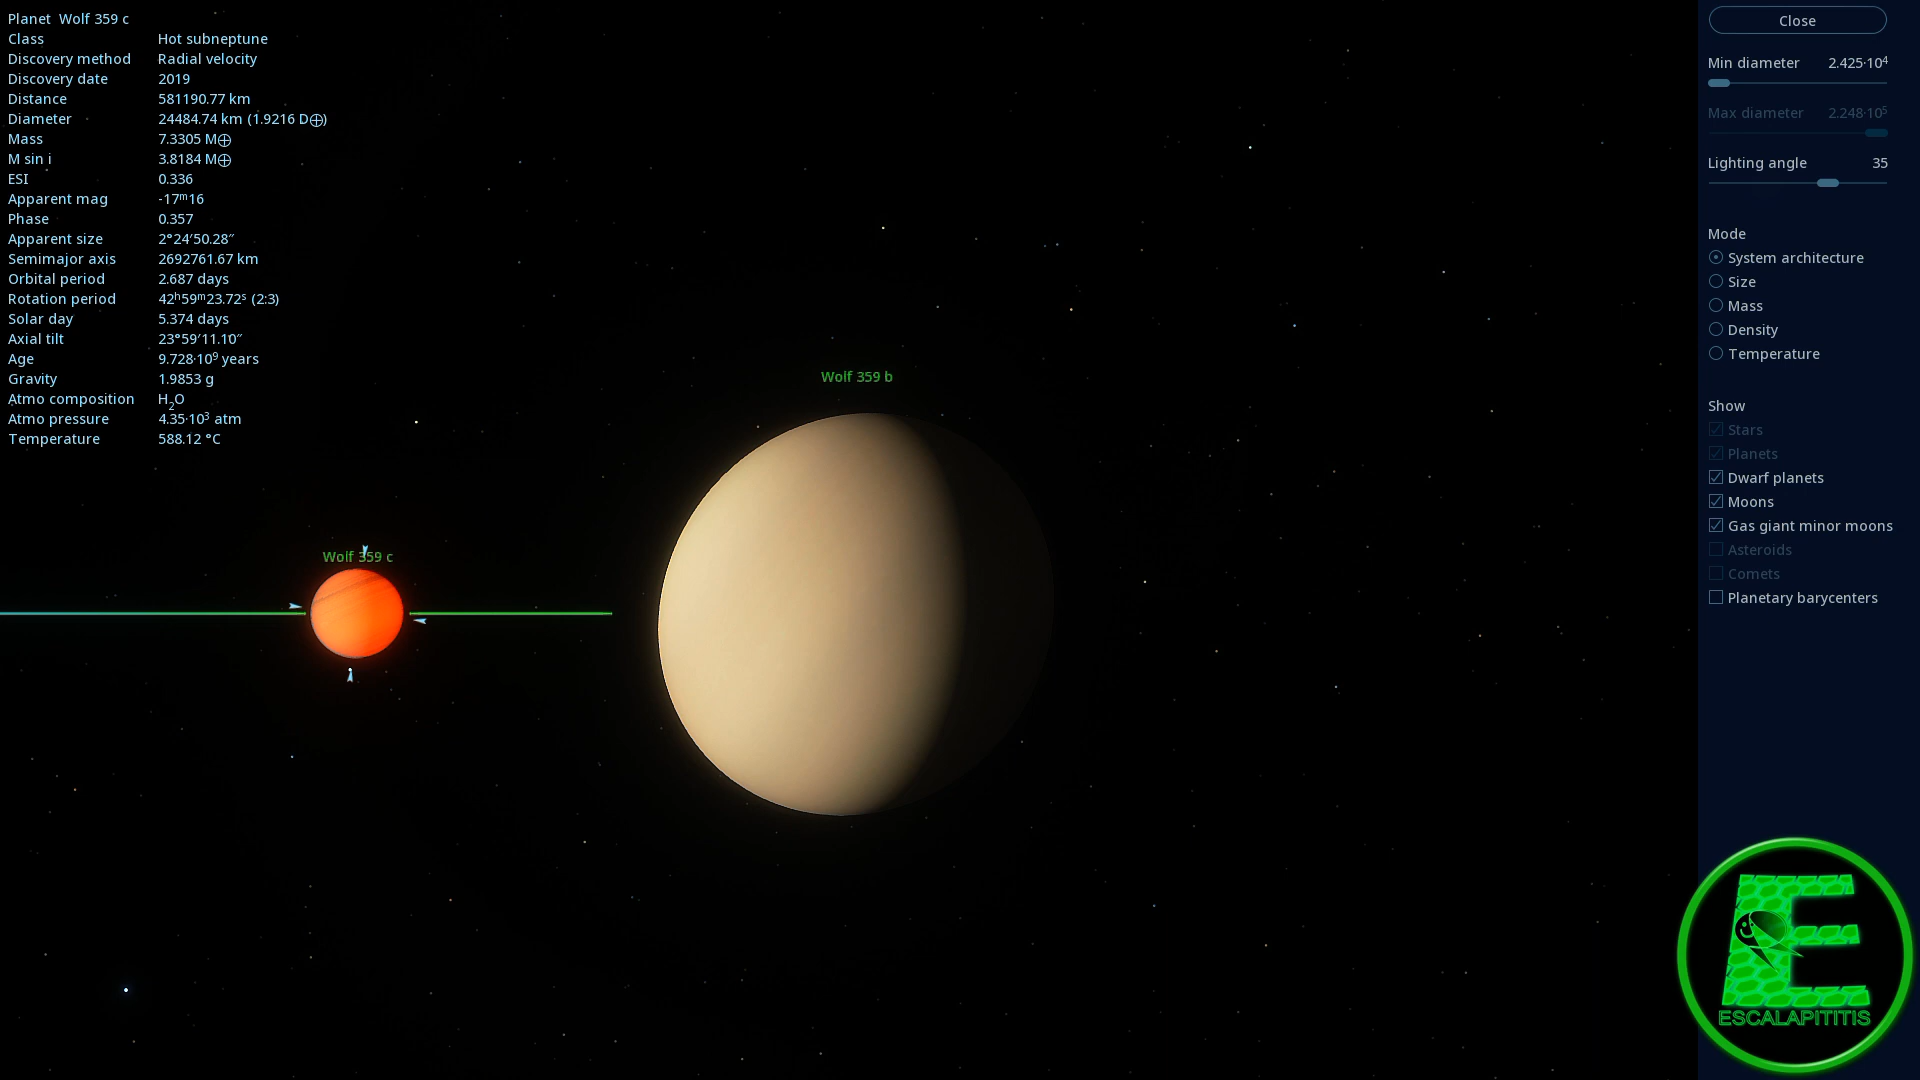 Planet Wolf 359 c
Class Hot subneptune
Discovery method Radial velocity
Discovery date 2019
Distance 581190.77 km
Diameter 24484.74 km (1.9216 D⊕)
Mass 7.3305 M⊕
M sin i 3.8184 M⊕
ESI 0.336
Apparent mag -17ᵐ16
Phase 0.357
Apparent size 2°24′50.28″
Semimajor axis 2692761.67 km
Orbital period 2.687 days
Rotation period 42ʰ59ᵐ23.72ˢ (2:3)
Solar day 5.374 days
Axial tilt 23°59′11.10″
Age 9.728·10⁹ years
Gravity 1.9853 g
Atmo composition H₂O
Atmo pressure 4.35·10³ atm
Temperature 588.12 °C
Wolf 359 b
Wolf 359 c
Close
Min diameter 2.425·10⁴
Max diameter 2.248·10⁵
Lighting angle 35
Mode
System architecture
Size
Mass
Density
Temperature
Show
Stars
Planets
Dwarf planets
Moons
Gas giant minor moons
Asteroids
Comets
Planetary barycenters
E
ESCALAPITITIS